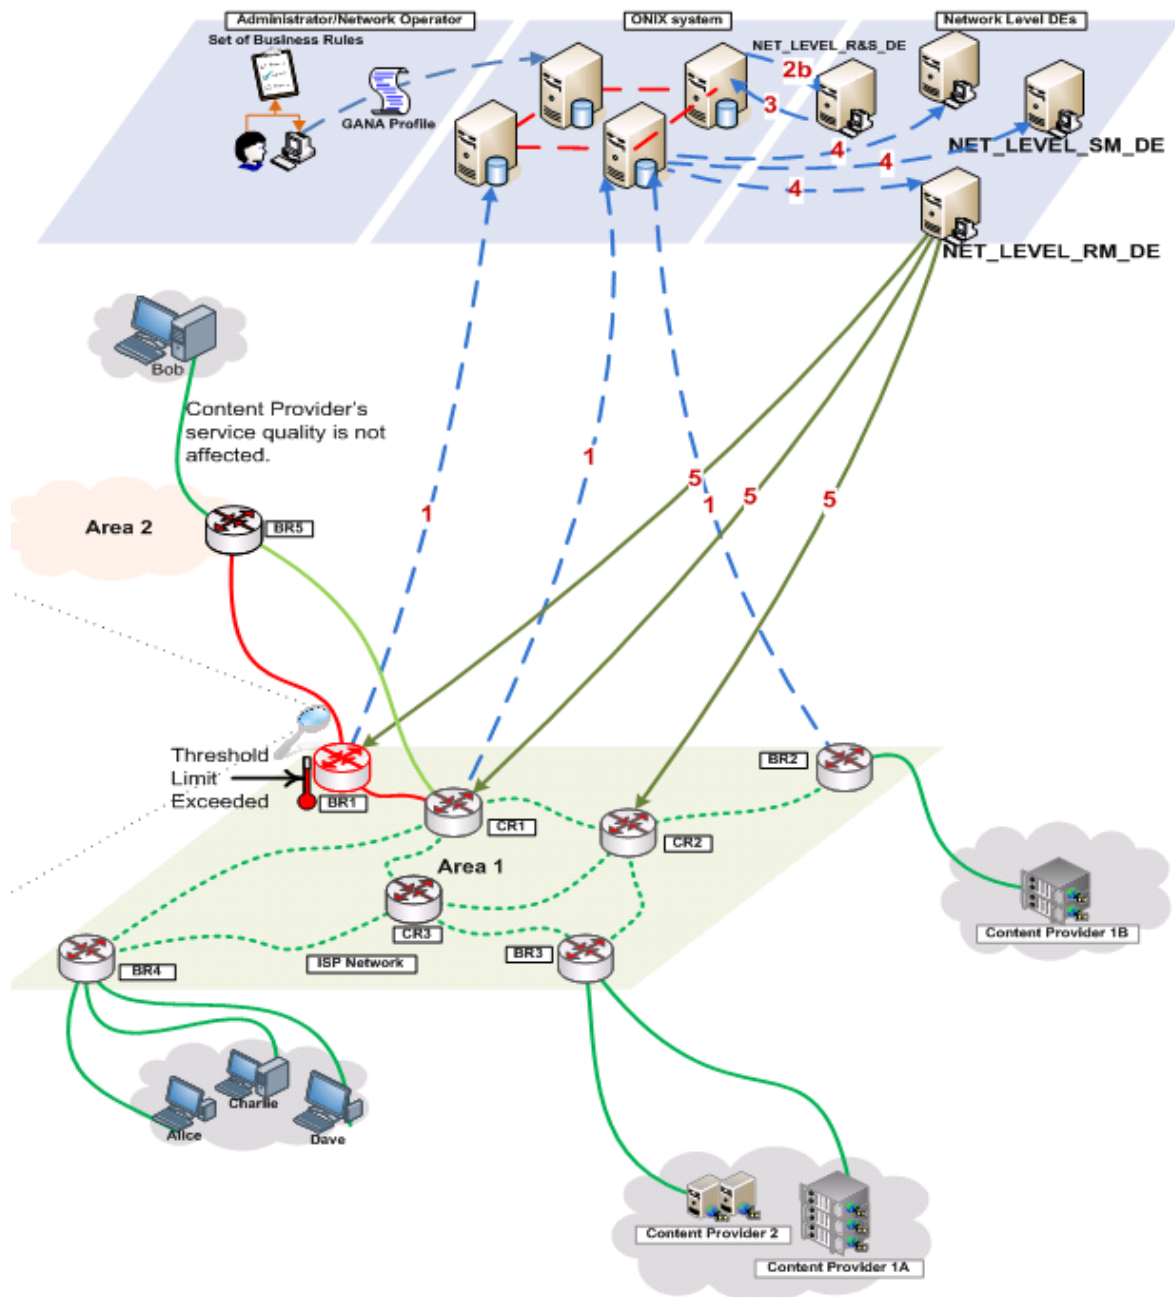 Administrator/Network Operator
ONIX system
Network Level DEs
Set of Business Rules
NET_LEVEL_R&S_DE
2b
3
GANA Profile
4
NET_LEVEL_SM_DE
4
4
NET_LEVEL_RM_DE
Bob
Content Provider's
service quality is not
affected.
1
5
5
5
1
1
Area 2
BR5
Threshold
Limit
Exceeded
BR1
BR2
CR1
CR2
Area 1
CR3
BR3
BR4
ISP Network
Content Provider 1B
Charlie
Alice
Dave
Content Provider 2
Content Provider 1A